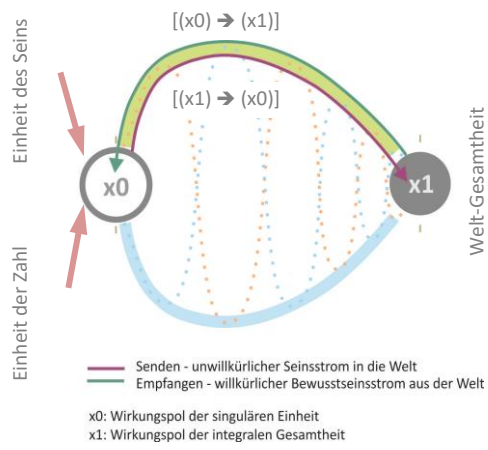 [(x0) ➔ (x1)]
Einheit des Seins
[(x1) ➔ (x0)]
x0
x1
Welt-Gesamtheit
Einheit der Zahl
Senden - unwillkürlicher Seinsstrom in die Welt
Empfangen - willkürlicher Bewusstseinsstrom aus der Welt
x0: Wirkungspol der singulären Einheit
x1: Wirkungspol der integralen Gesamtheit